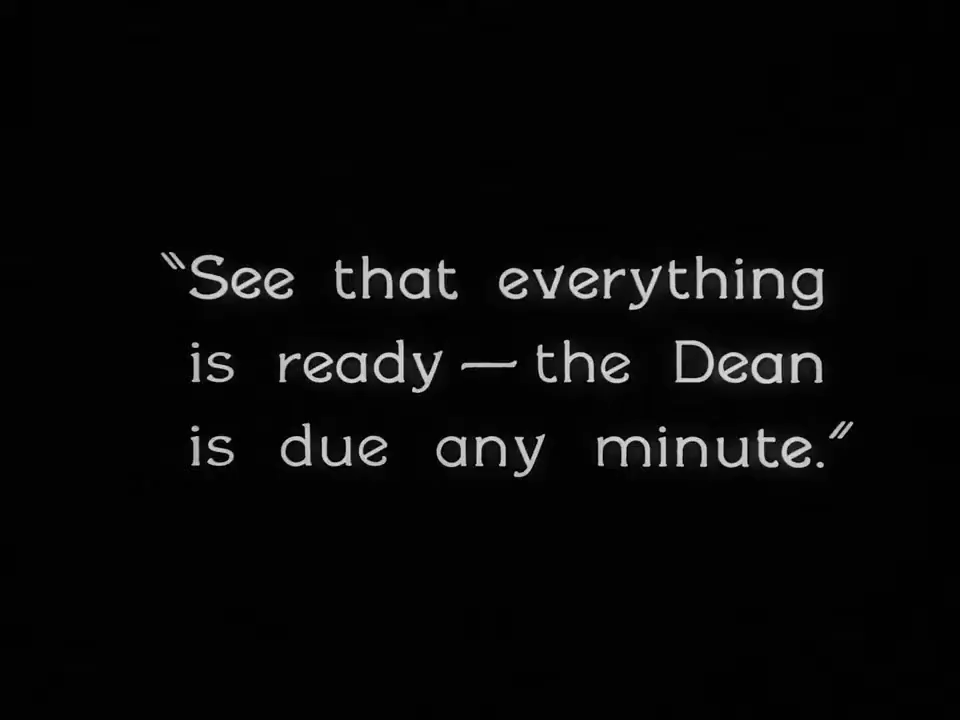 "See that everything
is ready — the Dean
is due any minute."